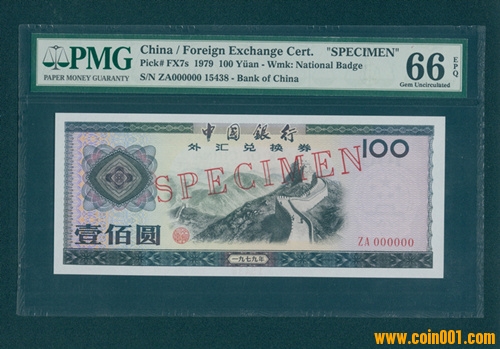 PMG
PAPER MONEY GUARANTY
China / Foreign Exchange Cert. "SPECIMEN"
Pick# FX7s 1979 100 Yüan - Wmk: National Badge
S/N ZA000000 15438 - Bank of China
66 EPQ
Gem Uncirculated
中国银行
外汇兑换券
100
SPECIMEN
壹佰圆
ZA 000000
一九七九年
www.coin001.com